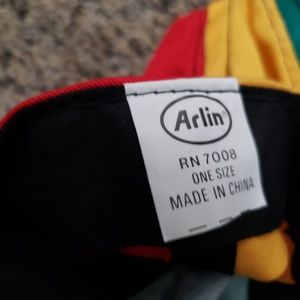 Arlin
RN 7008
ONE SIZE
MADE IN CHINA